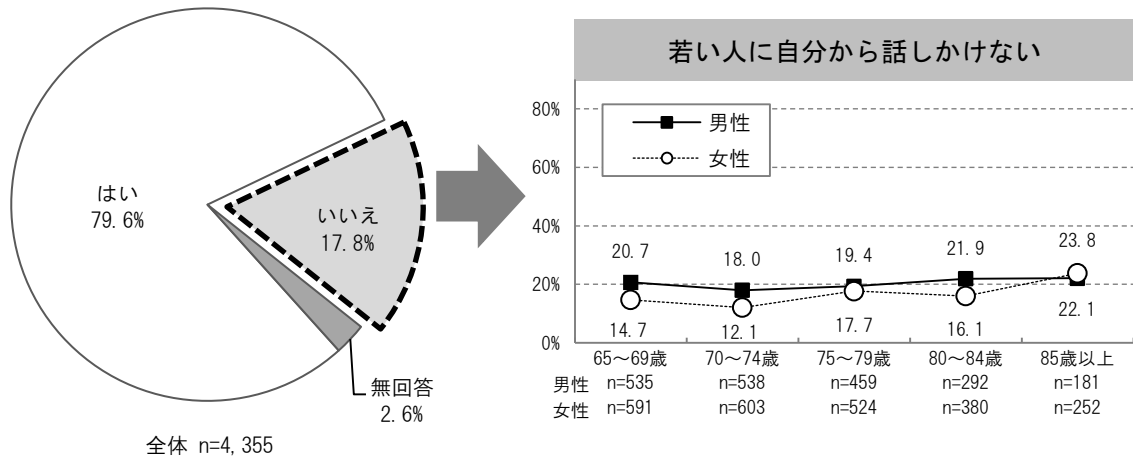 はい
79.6%
いいえ
17.8%
無回答
2.6%
全体 n=4,355
若い人に自分から話しかけない
80%
60%
40%
20%
0%
男性
女性
20.7 18.0 19.4 21.9 23.8
14.7 12.1 17.7 16.1 22.1
65～69歳 70～74歳 75～79歳 80～84歳 85歳以上
男性 n=535 n=538 n=459 n=292 n=181
女性 n=591 n=603 n=524 n=380 n=252